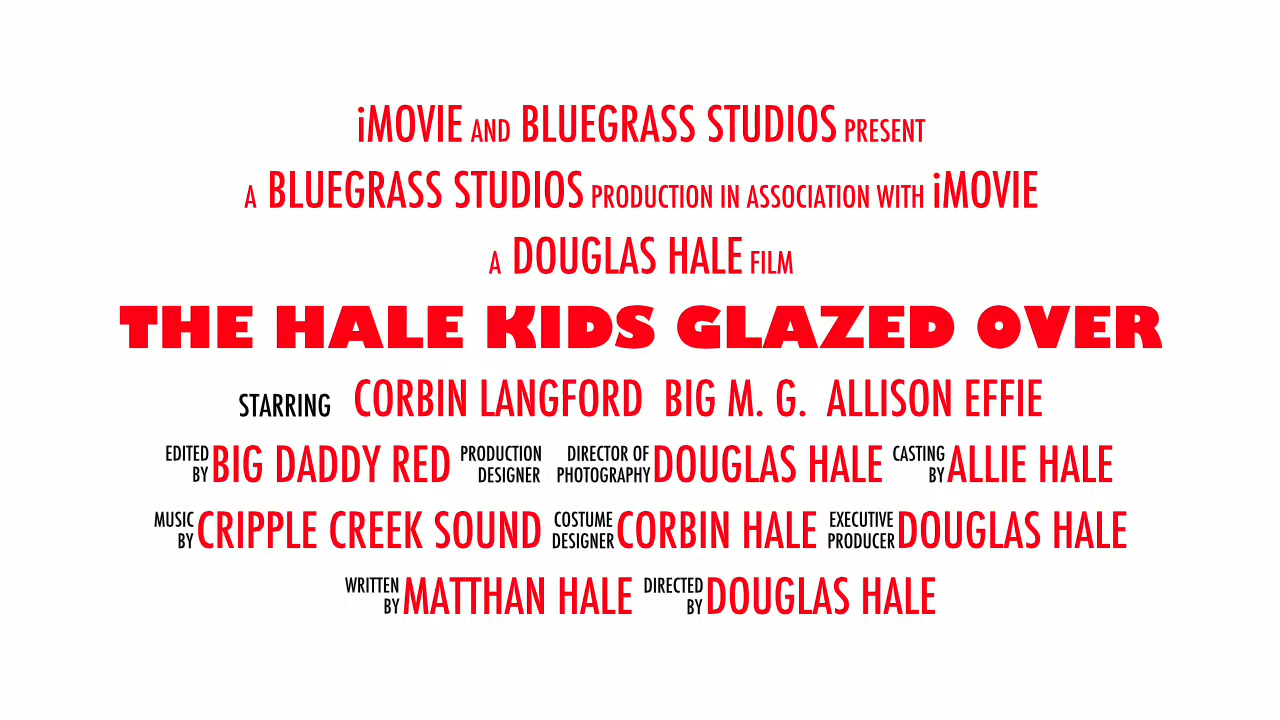 iMOVIE AND BLUEGRASS STUDIOS PRESENT
A BLUEGRASS STUDIOS PRODUCTION IN ASSOCIATION WITH iMOVIE
A DOUGLAS HALE FILM
THE HALE KIDS GLAZED OVER
STARRING CORBIN LANGFORD BIG M. G. ALLISON EFFIE
EDITED BY BIG DADDY RED PRODUCTION DESIGNER DIRECTOR OF PHOTOGRAPHY DOUGLAS HALE CASTING BY ALLIE HALE
MUSIC BY CRIPPLE CREEK SOUND COSTUME DESIGNER CORBIN HALE EXECUTIVE PRODUCER DOUGLAS HALE
WRITTEN BY MATTHAN HALE DIRECTED BY DOUGLAS HALE